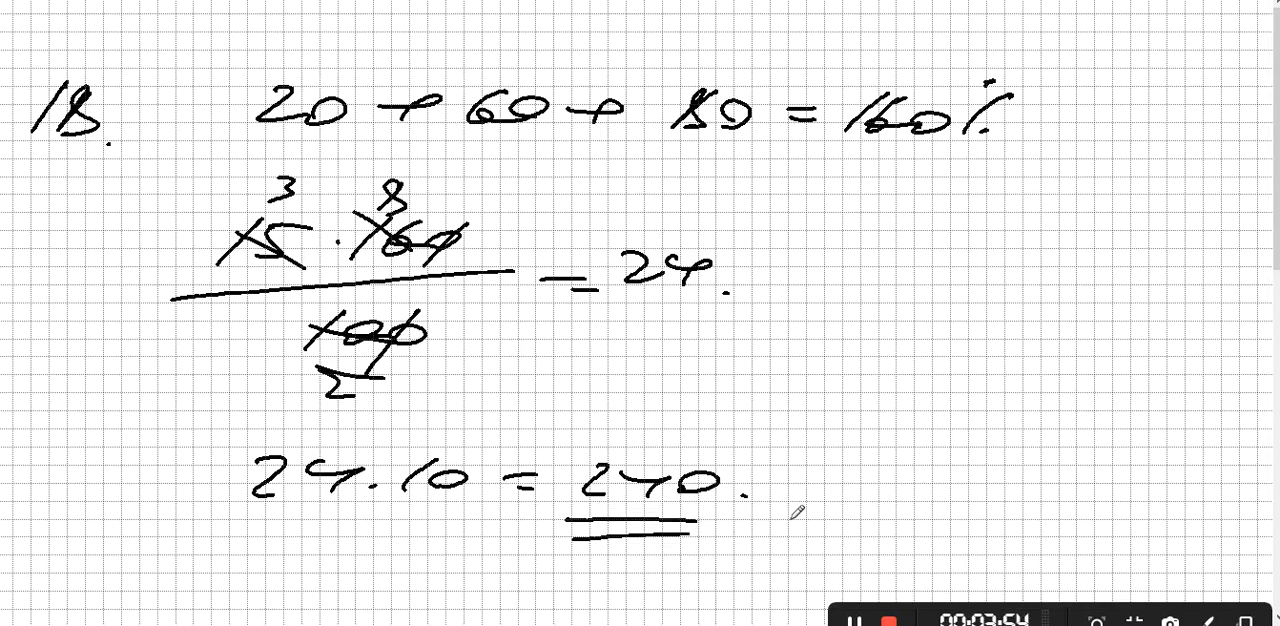 18. 20 + 60 + 80 = 160%
3 8
15 · 160
= 24.
100
2
24.10 = 240.
00:03:54